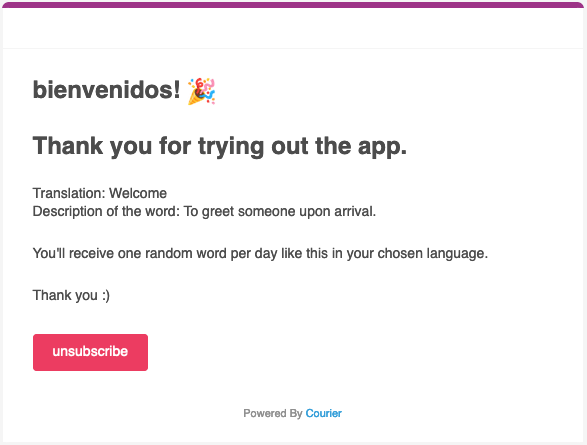 bienvenidos! 🎉
Thank you for trying out the app.
Translation: Welcome
Description of the word: To greet someone upon arrival.
You'll receive one random word per day like this in your chosen language.
Thank you :)
unsubscribe
Powered By Courier